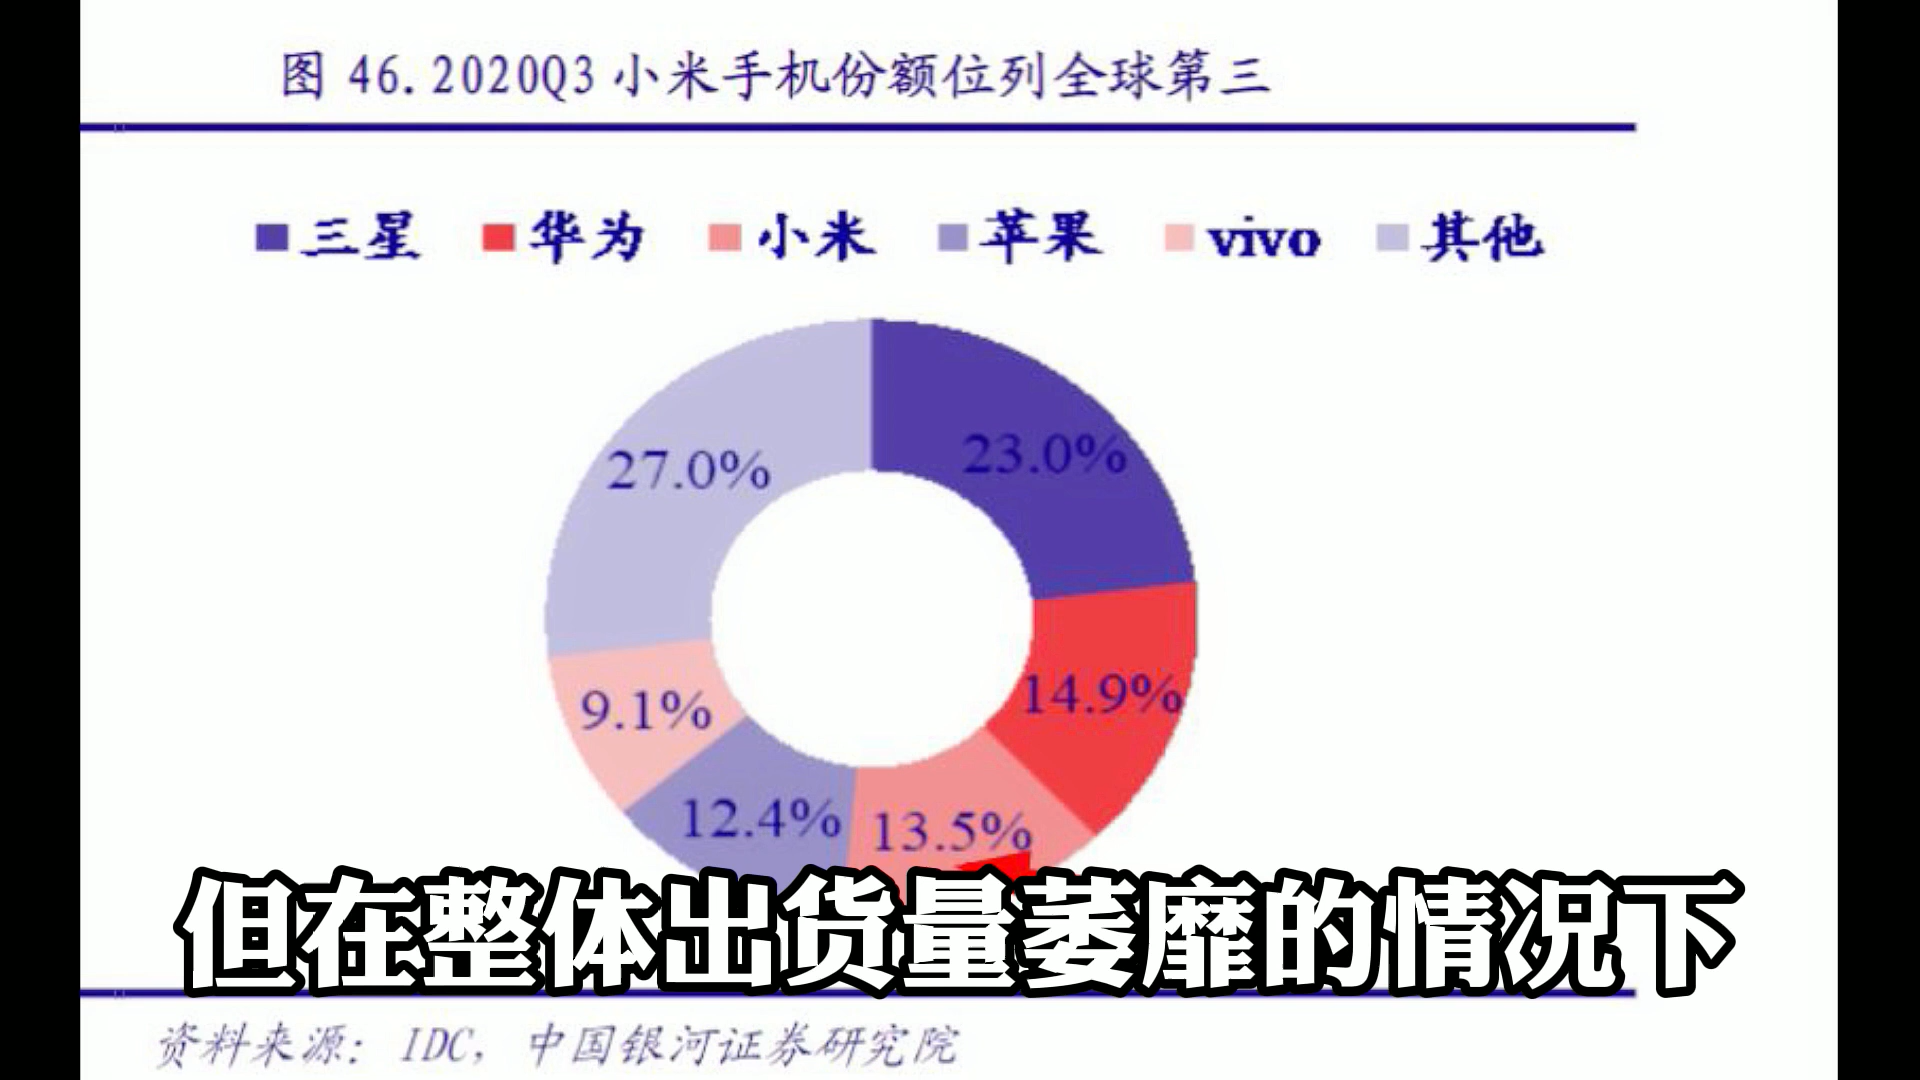 图 46. 2020Q3 小米手机份额位列全球第三
三星 华为 小米 苹果 vivo 其他
27.0% 23.0%
9.1% 14.9%
12.4% 13.5%
但在整体出货量萎靡的情况下
资料来源：IDC，中国银河证券研究院